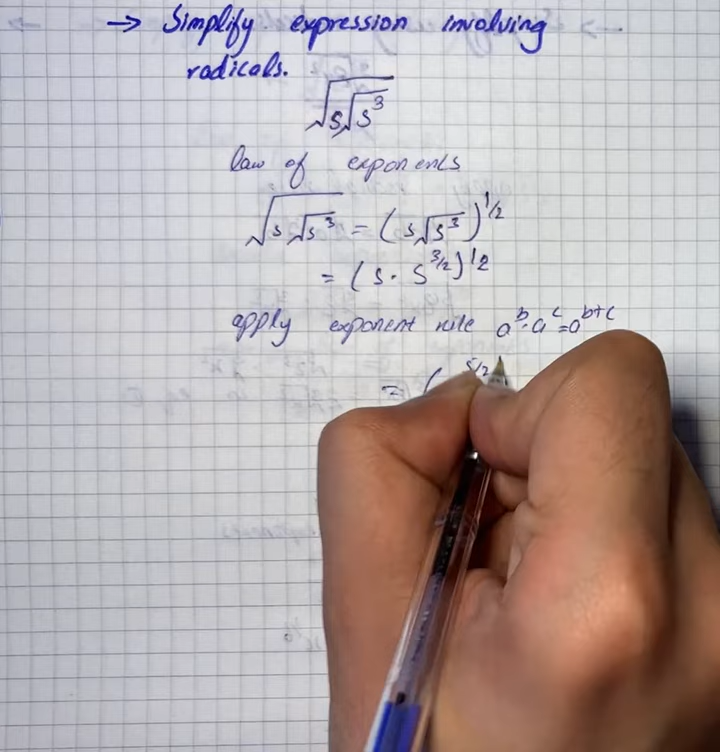 → Simplify expression involving
radicals.
√(s√s³)
law of exponents
√(s√s³) = (s√s³)^1/2
= (s · s^3/2)^1/2
apply exponent rule a^b·a^c=a^b+c
= ( 5/2